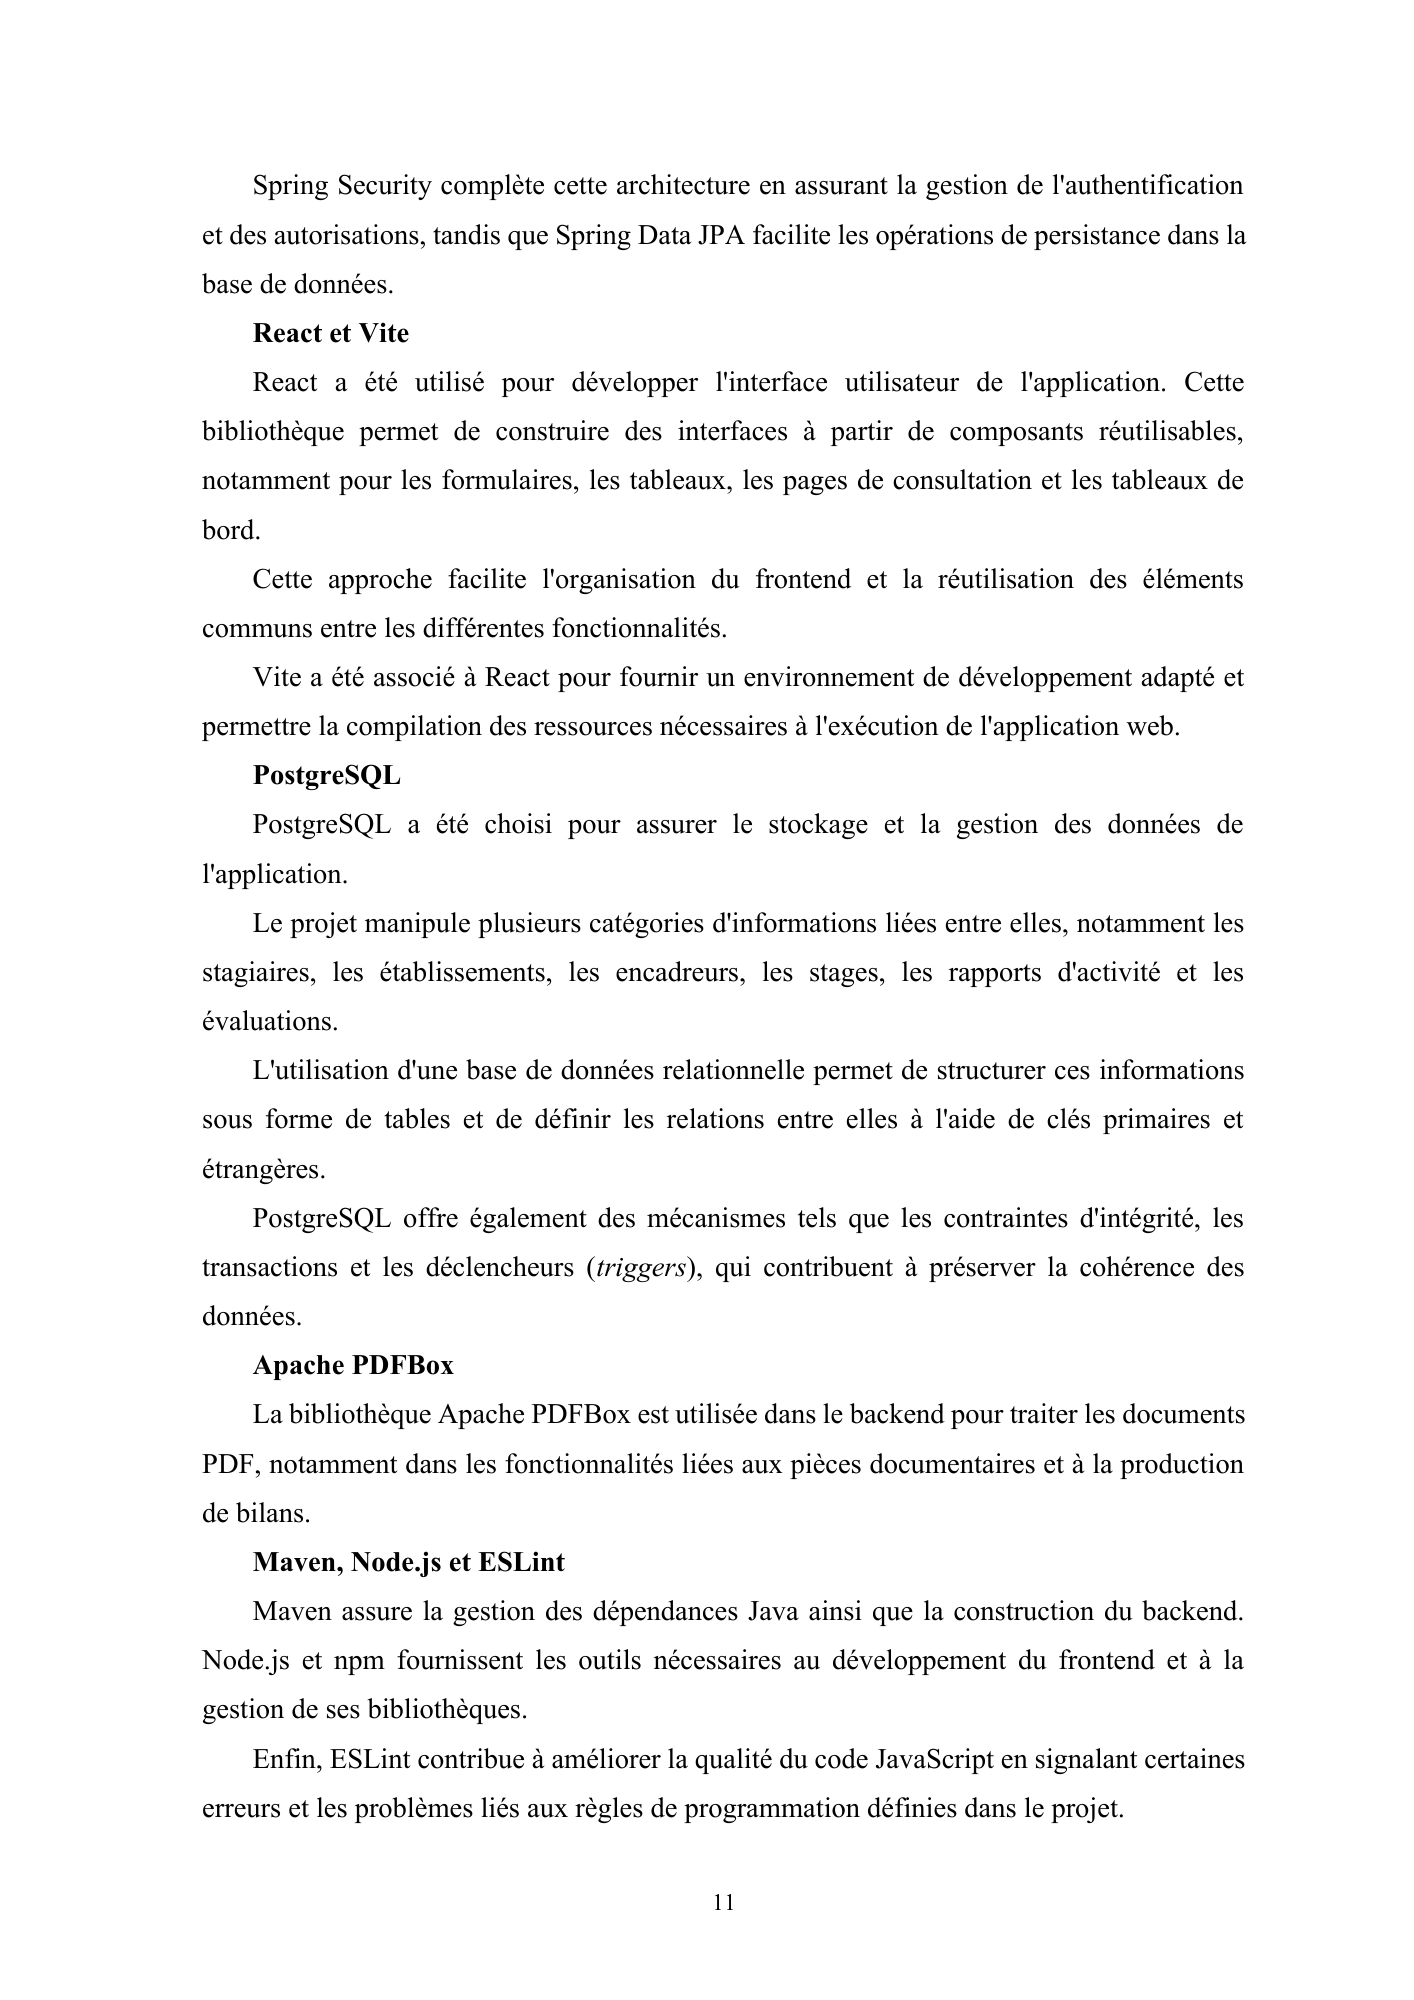 Spring Security complète cette architecture en assurant la gestion de l'authentification
et des autorisations, tandis que Spring Data JPA facilite les opérations de persistance dans la
base de données.
React et Vite
React a été utilisé pour développer l'interface utilisateur de l'application. Cette
bibliothèque permet de construire des interfaces à partir de composants réutilisables,
notamment pour les formulaires, les tableaux, les pages de consultation et les tableaux de
bord.
Cette approche facilite l'organisation du frontend et la réutilisation des éléments
communs entre les différentes fonctionnalités.
Vite a été associé à React pour fournir un environnement de développement adapté et
permettre la compilation des ressources nécessaires à l'exécution de l'application web.
PostgreSQL
PostgreSQL a été choisi pour assurer le stockage et la gestion des données de
l'application.
Le projet manipule plusieurs catégories d'informations liées entre elles, notamment les
stagiaires, les établissements, les encadreurs, les stages, les rapports d'activité et les
évaluations.
L'utilisation d'une base de données relationnelle permet de structurer ces informations
sous forme de tables et de définir les relations entre elles à l'aide de clés primaires et
étrangères.
PostgreSQL offre également des mécanismes tels que les contraintes d'intégrité, les
transactions et les déclencheurs (triggers), qui contribuent à préserver la cohérence des
données.
Apache PDFBox
La bibliothèque Apache PDFBox est utilisée dans le backend pour traiter les documents
PDF, notamment dans les fonctionnalités liées aux pièces documentaires et à la production
de bilans.
Maven, Node.js et ESLint
Maven assure la gestion des dépendances Java ainsi que la construction du backend.
Node.js et npm fournissent les outils nécessaires au développement du frontend et à la
gestion de ses bibliothèques.
Enfin, ESLint contribue à améliorer la qualité du code JavaScript en signalant certaines
erreurs et les problèmes liés aux règles de programmation définies dans le projet.
11